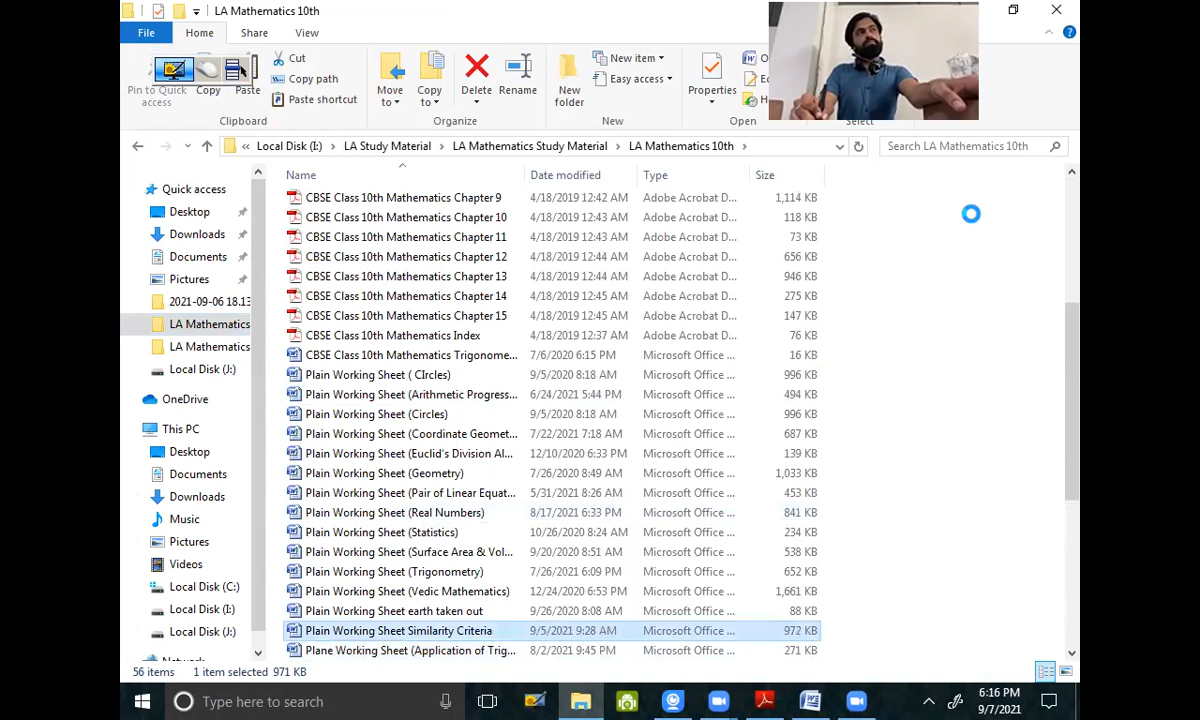 LA Mathematics 10th
File
Home
Share
View
Pin to Quick access
Copy
Paste
Cut
Copy path
Paste shortcut
Clipboard
Move to
Copy to
Delete
Rename
Organize
New folder
New item
Easy access
New
Properties
Open
Select
Local Disk (I:) › LA Study Material › LA Mathematics Study Material › LA Mathematics 10th ›
Search LA Mathematics 10th
Name Date modified Type Size
Quick access
Desktop
Downloads
Documents
Pictures
2021-09-06 18.13
LA Mathematics
LA Mathematics
Local Disk (J:)
OneDrive
This PC
Desktop
Documents
Downloads
Music
Pictures
Videos
Local Disk (C:)
Local Disk (I:)
Local Disk (J:)
CBSE Class 10th Mathematics Chapter 9 4/18/2019 12:42 AM Adobe Acrobat D... 1,114 KB
CBSE Class 10th Mathematics Chapter 10 4/18/2019 12:43 AM Adobe Acrobat D... 118 KB
CBSE Class 10th Mathematics Chapter 11 4/18/2019 12:43 AM Adobe Acrobat D... 73 KB
CBSE Class 10th Mathematics Chapter 12 4/18/2019 12:44 AM Adobe Acrobat D... 656 KB
CBSE Class 10th Mathematics Chapter 13 4/18/2019 12:44 AM Adobe Acrobat D... 946 KB
CBSE Class 10th Mathematics Chapter 14 4/18/2019 12:45 AM Adobe Acrobat D... 275 KB
CBSE Class 10th Mathematics Chapter 15 4/18/2019 12:45 AM Adobe Acrobat D... 147 KB
CBSE Class 10th Mathematics Index 4/18/2019 12:37 AM Adobe Acrobat D... 76 KB
CBSE Class 10th Mathematics Trigonome... 7/6/2020 6:15 PM Microsoft Office ... 16 KB
Plain Working Sheet ( CIrcles) 9/5/2020 8:18 AM Microsoft Office ... 996 KB
Plain Working Sheet (Arithmetic Progress... 6/24/2021 5:44 PM Microsoft Office ... 494 KB
Plain Working Sheet (Circles) 9/5/2020 8:18 AM Microsoft Office ... 996 KB
Plain Working Sheet (Coordinate Geomet... 7/22/2021 7:18 AM Microsoft Office ... 687 KB
Plain Working Sheet (Euclid's Division Al... 12/10/2020 6:33 PM Microsoft Office ... 139 KB
Plain Working Sheet (Geometry) 7/26/2020 8:49 AM Microsoft Office ... 1,033 KB
Plain Working Sheet (Pair of Linear Equat... 5/31/2021 8:26 AM Microsoft Office ... 453 KB
Plain Working Sheet (Real Numbers) 8/17/2021 6:33 PM Microsoft Office ... 841 KB
Plain Working Sheet (Statistics) 10/26/2020 8:24 AM Microsoft Office ... 234 KB
Plain Working Sheet (Surface Area & Vol... 9/20/2020 8:51 AM Microsoft Office ... 538 KB
Plain Working Sheet (Trigonometry) 7/26/2021 6:09 PM Microsoft Office ... 652 KB
Plain Working Sheet (Vedic Mathematics) 12/24/2020 6:53 PM Microsoft Office ... 1,661 KB
Plain Working Sheet earth taken out 9/26/2020 8:08 AM Microsoft Office ... 88 KB
Plain Working Sheet Similarity Criteria 9/5/2021 9:28 AM Microsoft Office ... 972 KB
Plane Working Sheet (Application of Trig... 8/2/2021 9:45 PM Microsoft Office ... 271 KB
56 items 1 item selected 971 KB
Type here to search
6:16 PM
9/7/2021